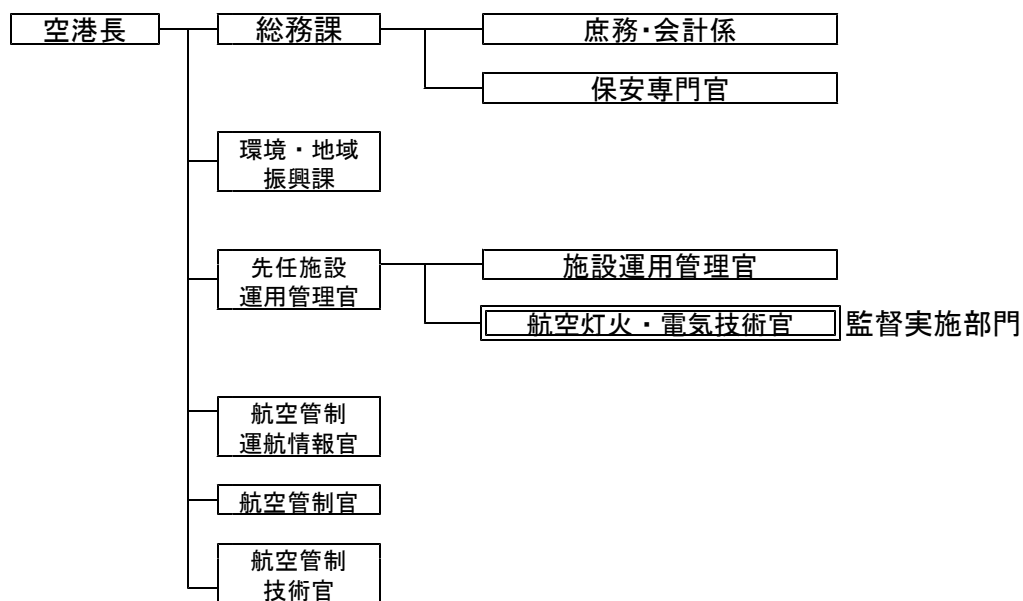 空港長
総務課
庶務・会計係
保安専門官
環境・地域
振興課
先任施設
運用管理官
施設運用管理官
航空灯火・電気技術官
監督実施部門
航空管制
運航情報官
航空管制官
航空管制
技術官